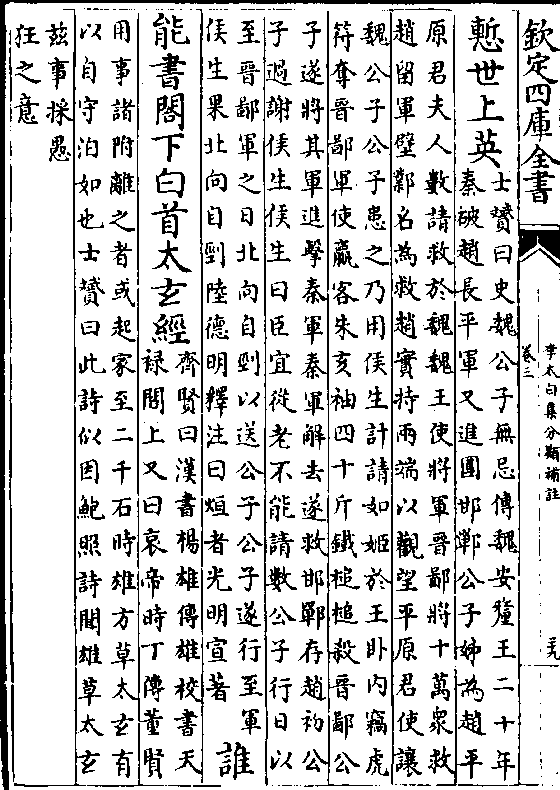 欽定四庫全書
李太白集分類補註
卷三
慙世上英
士贇曰史魏公子無忌傳魏安釐王二十年
秦破趙長平軍又進圍邯鄲公子姊為趙平
原君夫人數請救於魏魏王使將軍晉鄙將十萬衆救
趙留軍壁鄴名為救趙實持兩端以觀望平原君使讓
魏公子公子患之乃用侯生計請如姬於王卧内竊虎
符奪晉鄙軍使屬客朱亥袖四十斤鐵槌槌殺晉鄙公
子遂將其軍進擊秦軍秦軍解去遂救邯鄲存趙初公
子過謝侯生侯生曰臣宜從老不能請數公子行日以
至晉鄙軍之日北向自剄以送公子公子遂行至軍
侯生果北向自剄陸德明釋注曰烜者光明宣著
誰
能書閣下白首太玄經
齊賢曰漢書楊雄傳雄校書天
禄閣上又曰哀帝時丁傅董賢
用事諸附離之者或起家至二千石時雄方草太玄有
以自守泊如也士贇曰此詩似因鮑照詩聞雄草太玄
兹事採愚
狂之意